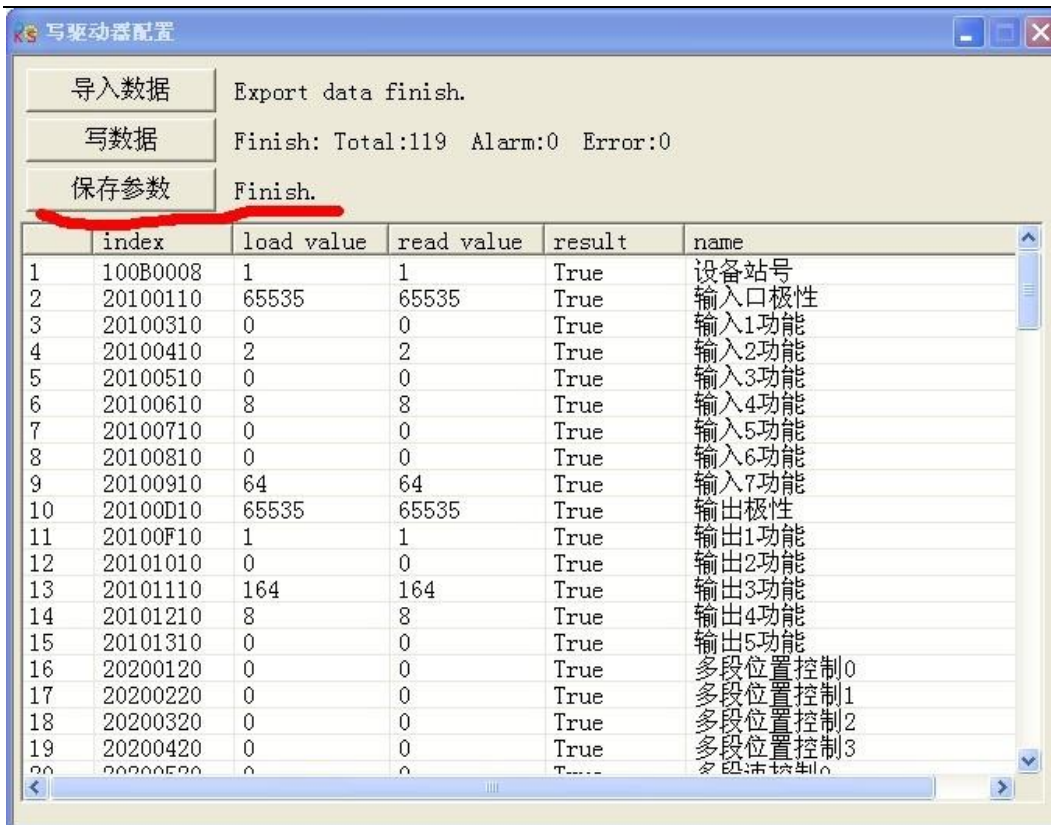 写驱动器配置
导入数据 Export data finish.
写数据 Finish: Total:119 Alarm:0 Error:0
保存参数 Finish.
index load value read value result name
1 100B0008 1 1 True 设备站号
2 20100110 65535 65535 True 输入口极性
3 20100310 0 0 True 输入1功能
4 20100410 2 2 True 输入2功能
5 20100510 0 0 True 输入3功能
6 20100610 8 8 True 输入4功能
7 20100710 0 0 True 输入5功能
8 20100810 0 0 True 输入6功能
9 20100910 64 64 True 输入7功能
10 20100D10 65535 65535 True 输出极性
11 20100F10 1 1 True 输出1功能
12 20101010 0 0 True 输出2功能
13 20101110 164 164 True 输出3功能
14 20101210 8 8 True 输出4功能
15 20101310 0 0 True 输出5功能
16 20200120 0 0 True 多段位置控制0
17 20200220 0 0 True 多段位置控制1
18 20200320 0 0 True 多段位置控制2
19 20200420 0 0 True 多段位置控制3